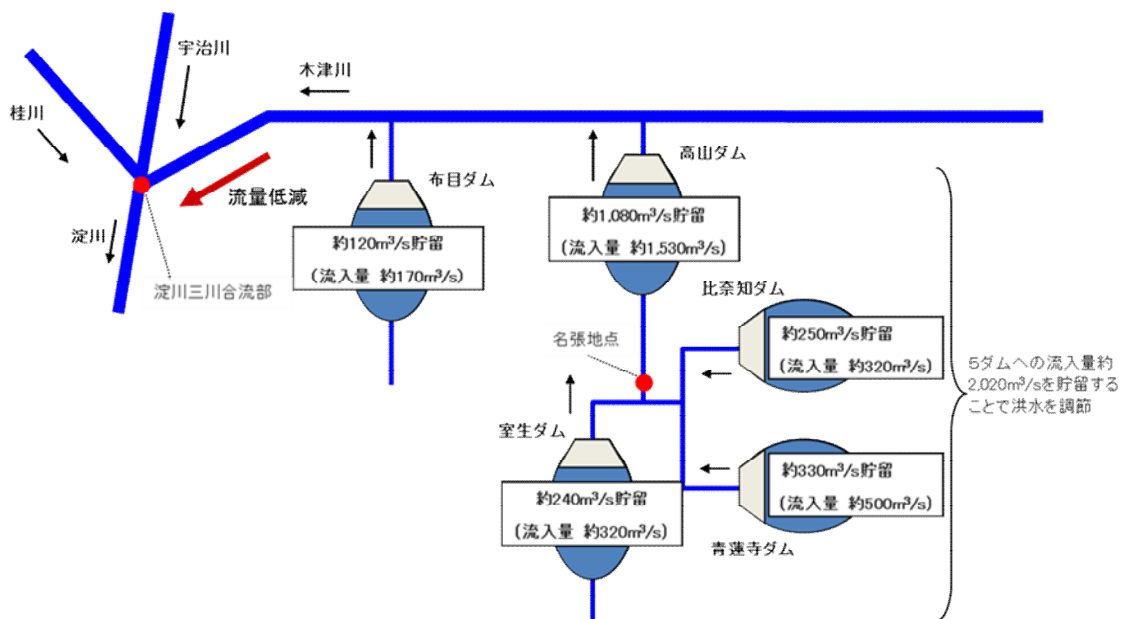 宇治川
木津川
桂川
高山ダム
布目ダム
流量低減
約1,080m³/s貯留
(流入量 約1,530m³/s)
淀川
約120m³/s貯留
(流入量 約170m³/s)
淀川三川合流部
比奈知ダム
約250m³/s貯留
(流入量 約320m³/s)
名張地点
5ダムへの流入量約
2,020m³/sを貯留する
ことで洪水を調節
室生ダム
約330m³/s貯留
(流入量 約500m³/s)
約240m³/s貯留
(流入量 約320m³/s)
青蓮寺ダム